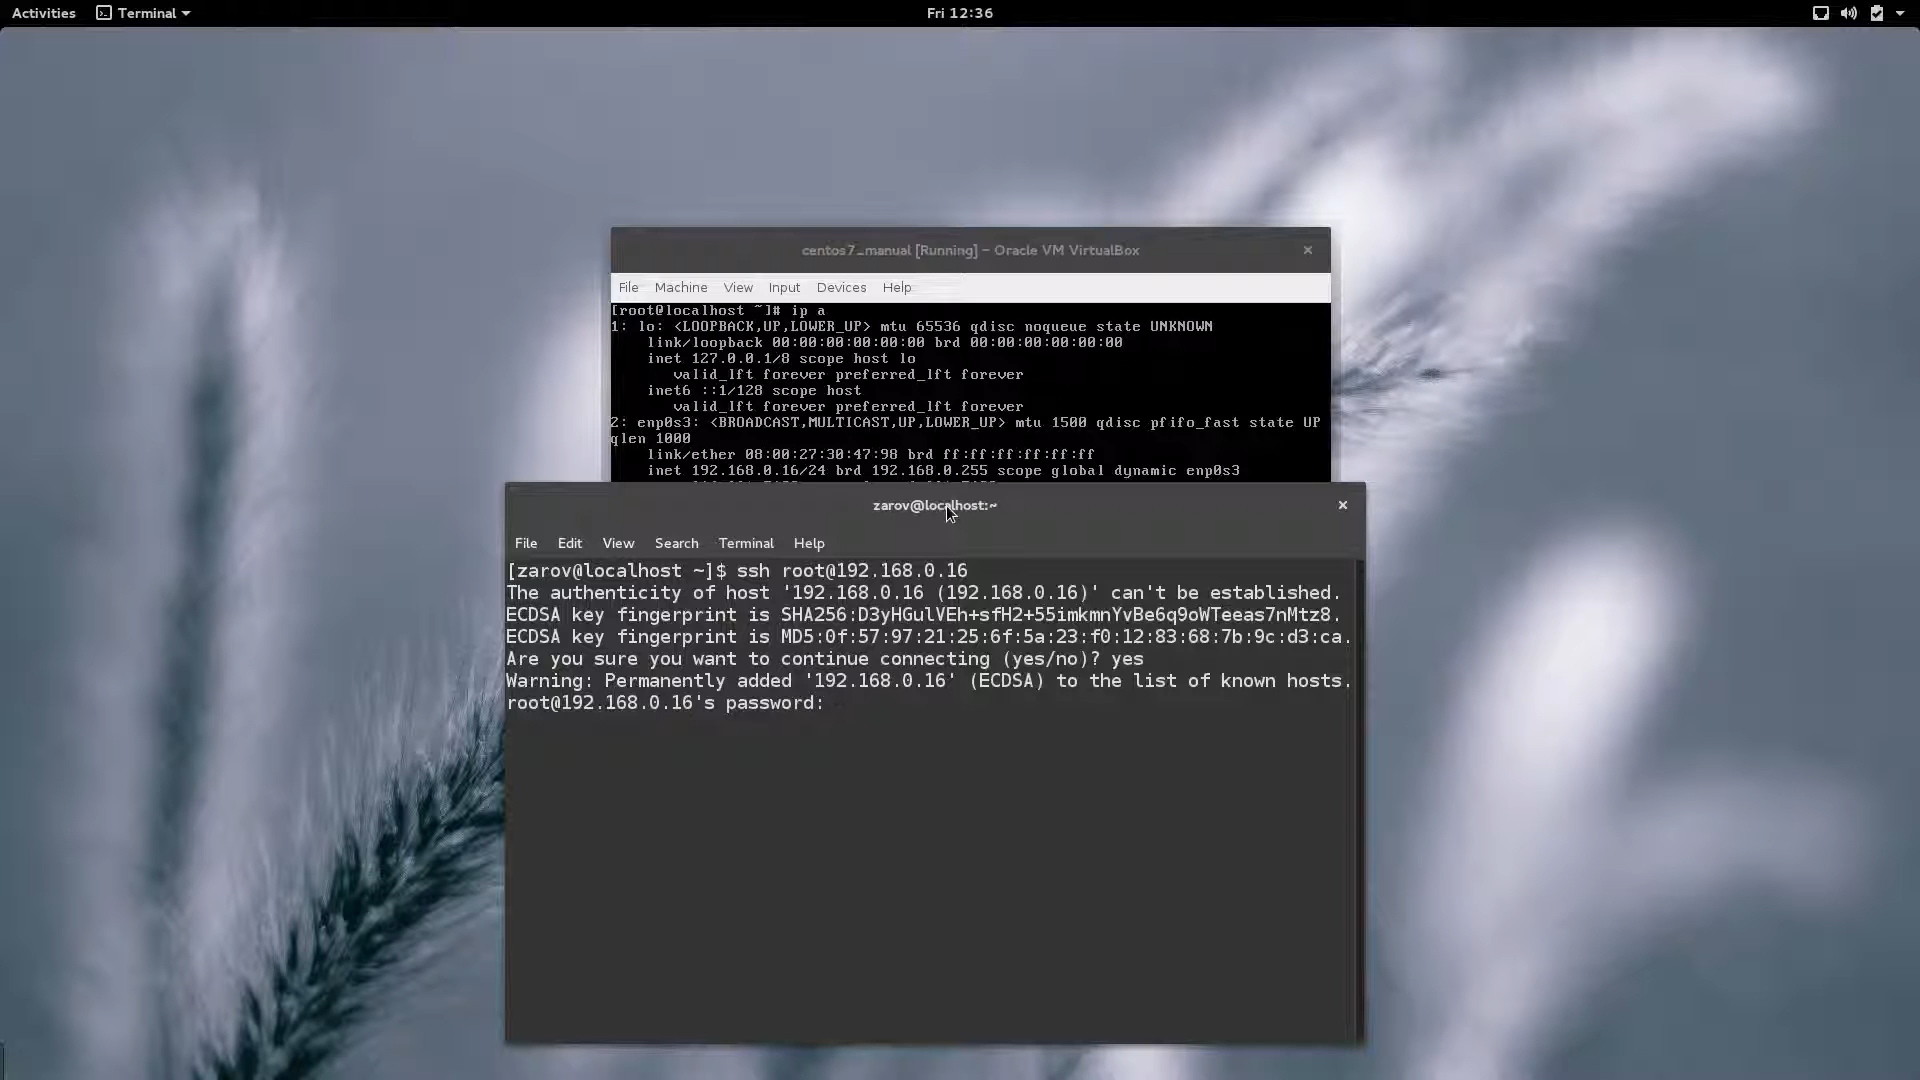 Activities Terminal Fri 12:36
centos7_manual [Running] - Oracle VM VirtualBox
File Machine View Input Devices Help
[root@localhost ~]# ip a
1: lo: <LOOPBACK,UP,LOWER_UP> mtu 65536 qdisc noqueue state UNKNOWN
link/loopback 00:00:00:00:00:00 brd 00:00:00:00:00:00
inet 127.0.0.1/8 scope host lo
valid_lft forever preferred_lft forever
inet6 ::1/128 scope host
valid_lft forever preferred_lft forever
2: enp0s3: <BROADCAST,MULTICAST,UP,LOWER_UP> mtu 1500 qdisc pfifo_fast state UP
qlen 1000
link/ether 08:00:27:30:47:98 brd ff:ff:ff:ff:ff:ff
inet 192.168.0.16/24 brd 192.168.0.255 scope global dynamic enp0s3
zarov@localhost:~
File Edit View Search Terminal Help
[zarov@localhost ~]$ ssh root@192.168.0.16
The authenticity of host '192.168.0.16 (192.168.0.16)' can't be established.
ECDSA key fingerprint is SHA256:D3yHGulVEh+sfH2+55imkmnYvBe6q9oWTeeas7nMtz8.
ECDSA key fingerprint is MD5:0f:57:97:21:25:6f:5a:23:f0:12:83:68:7b:9c:d3:ca.
Are you sure you want to continue connecting (yes/no)? yes
Warning: Permanently added '192.168.0.16' (ECDSA) to the list of known hosts.
root@192.168.0.16's password: